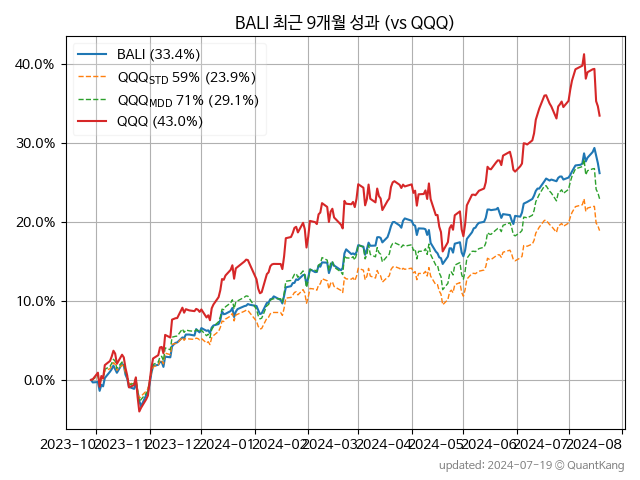 BALI 최근 9개월 성과 (vs QQQ)
BALI (33.4%)
QQQSTD 59% (23.9%)
QQQMDD 71% (29.1%)
QQQ (43.0%)
40.0%
30.0%
20.0%
10.0%
0.0%
2023-10 2023-11 2023-12 2024-01 2024-02 2024-03 2024-04 2024-05 2024-06 2024-07 2024-08
updated: 2024-07-19 © QuantKang